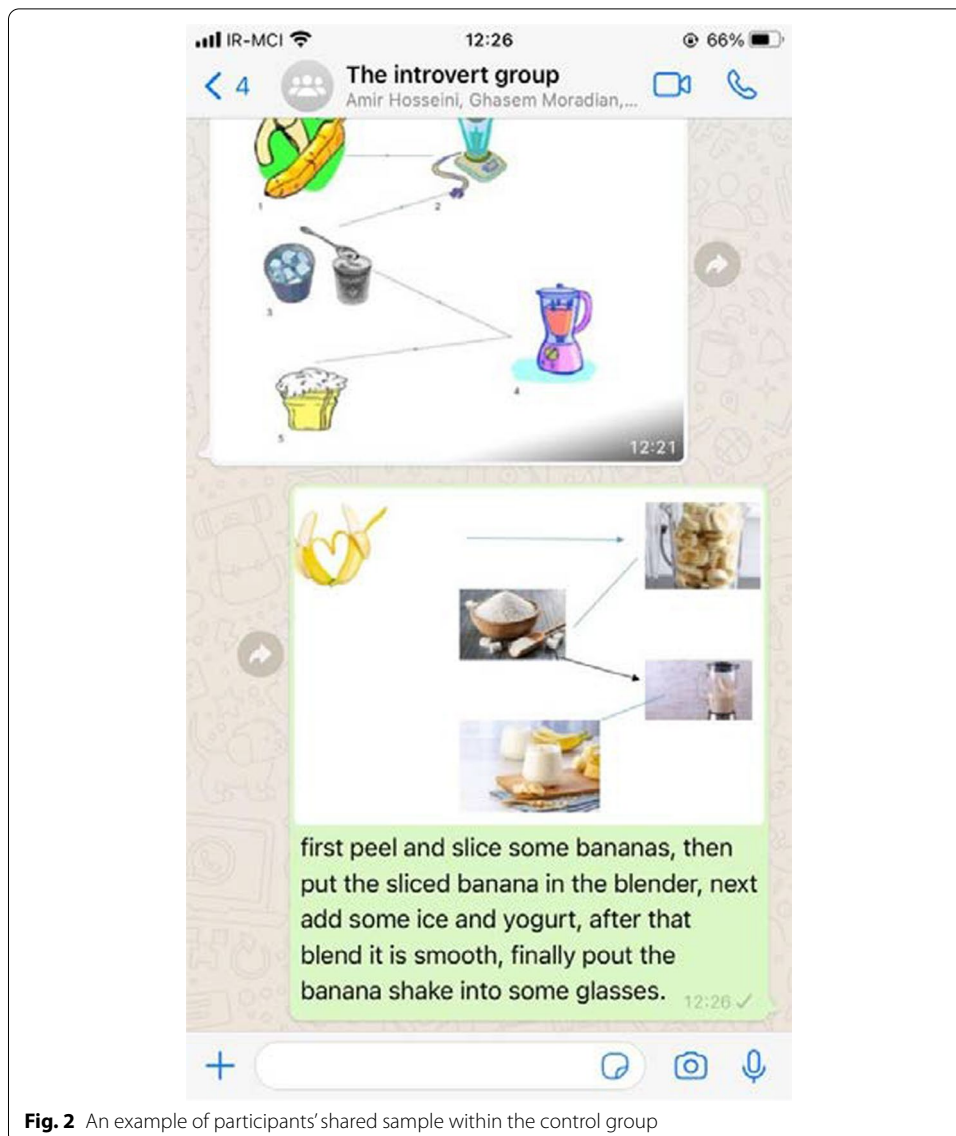 IR-MCI
12:26
66%
4
The introvert group
Amir Hosseini, Ghasem Moradian,...
1
2
3
4
5
12:21
first peel and slice some bananas, then
put the sliced banana in the blender, next
add some ice and yogurt, after that
blend it is smooth, finally pout the
banana shake into some glasses.
12:26
Fig. 2 An example of participants' shared sample within the control group